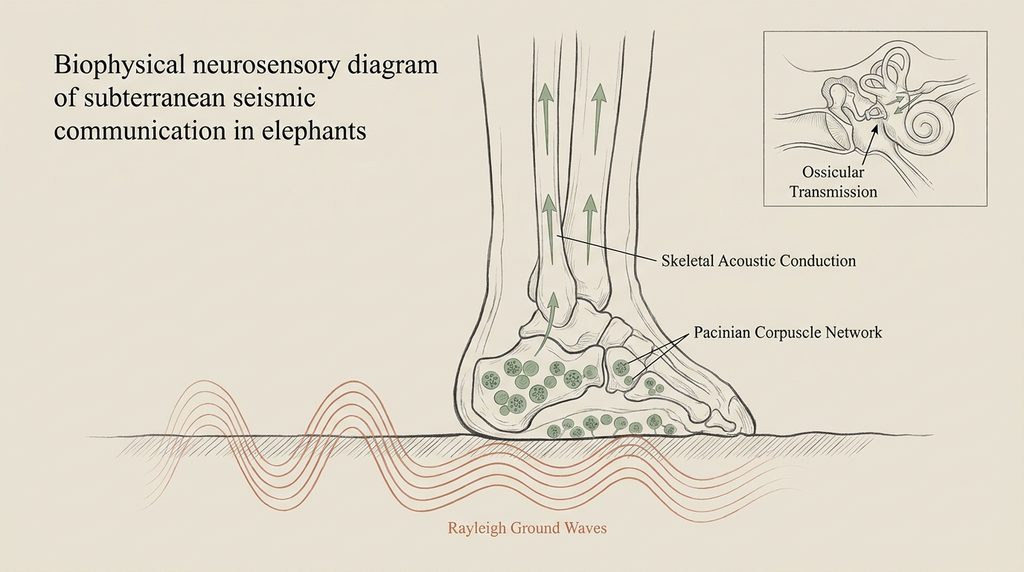 Biophysical neurosensory diagram
of subterranean seismic
communication in elephants
Ossicular
Transmission
Skeletal Acoustic Conduction
Pacinian Corpuscle Network
Rayleigh Ground Waves